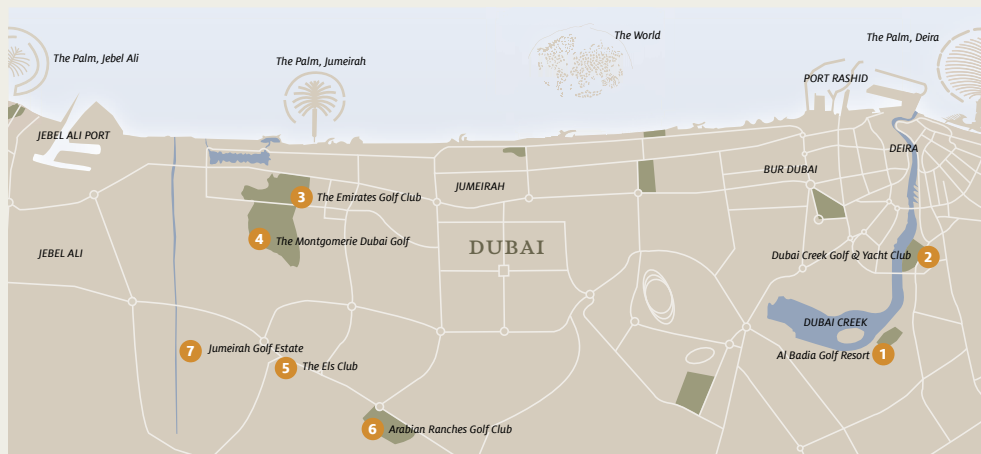 The World
The Palm, Deira
The Palm, Jebel Ali
The Palm, Jumeirah
PORT RASHID
JEBEL ALI PORT
DEIRA
BUR DUBAI
JUMEIRAH
3 The Emirates Golf Club
4 The Montgomerie Dubai Golf
DUBAI
JEBEL ALI
Dubai Creek Golf & Yacht Club 2
DUBAI CREEK
7 Jumeirah Golf Estate
Al Badia Golf Resort 1
5 The Els Club
6 Arabian Ranches Golf Club